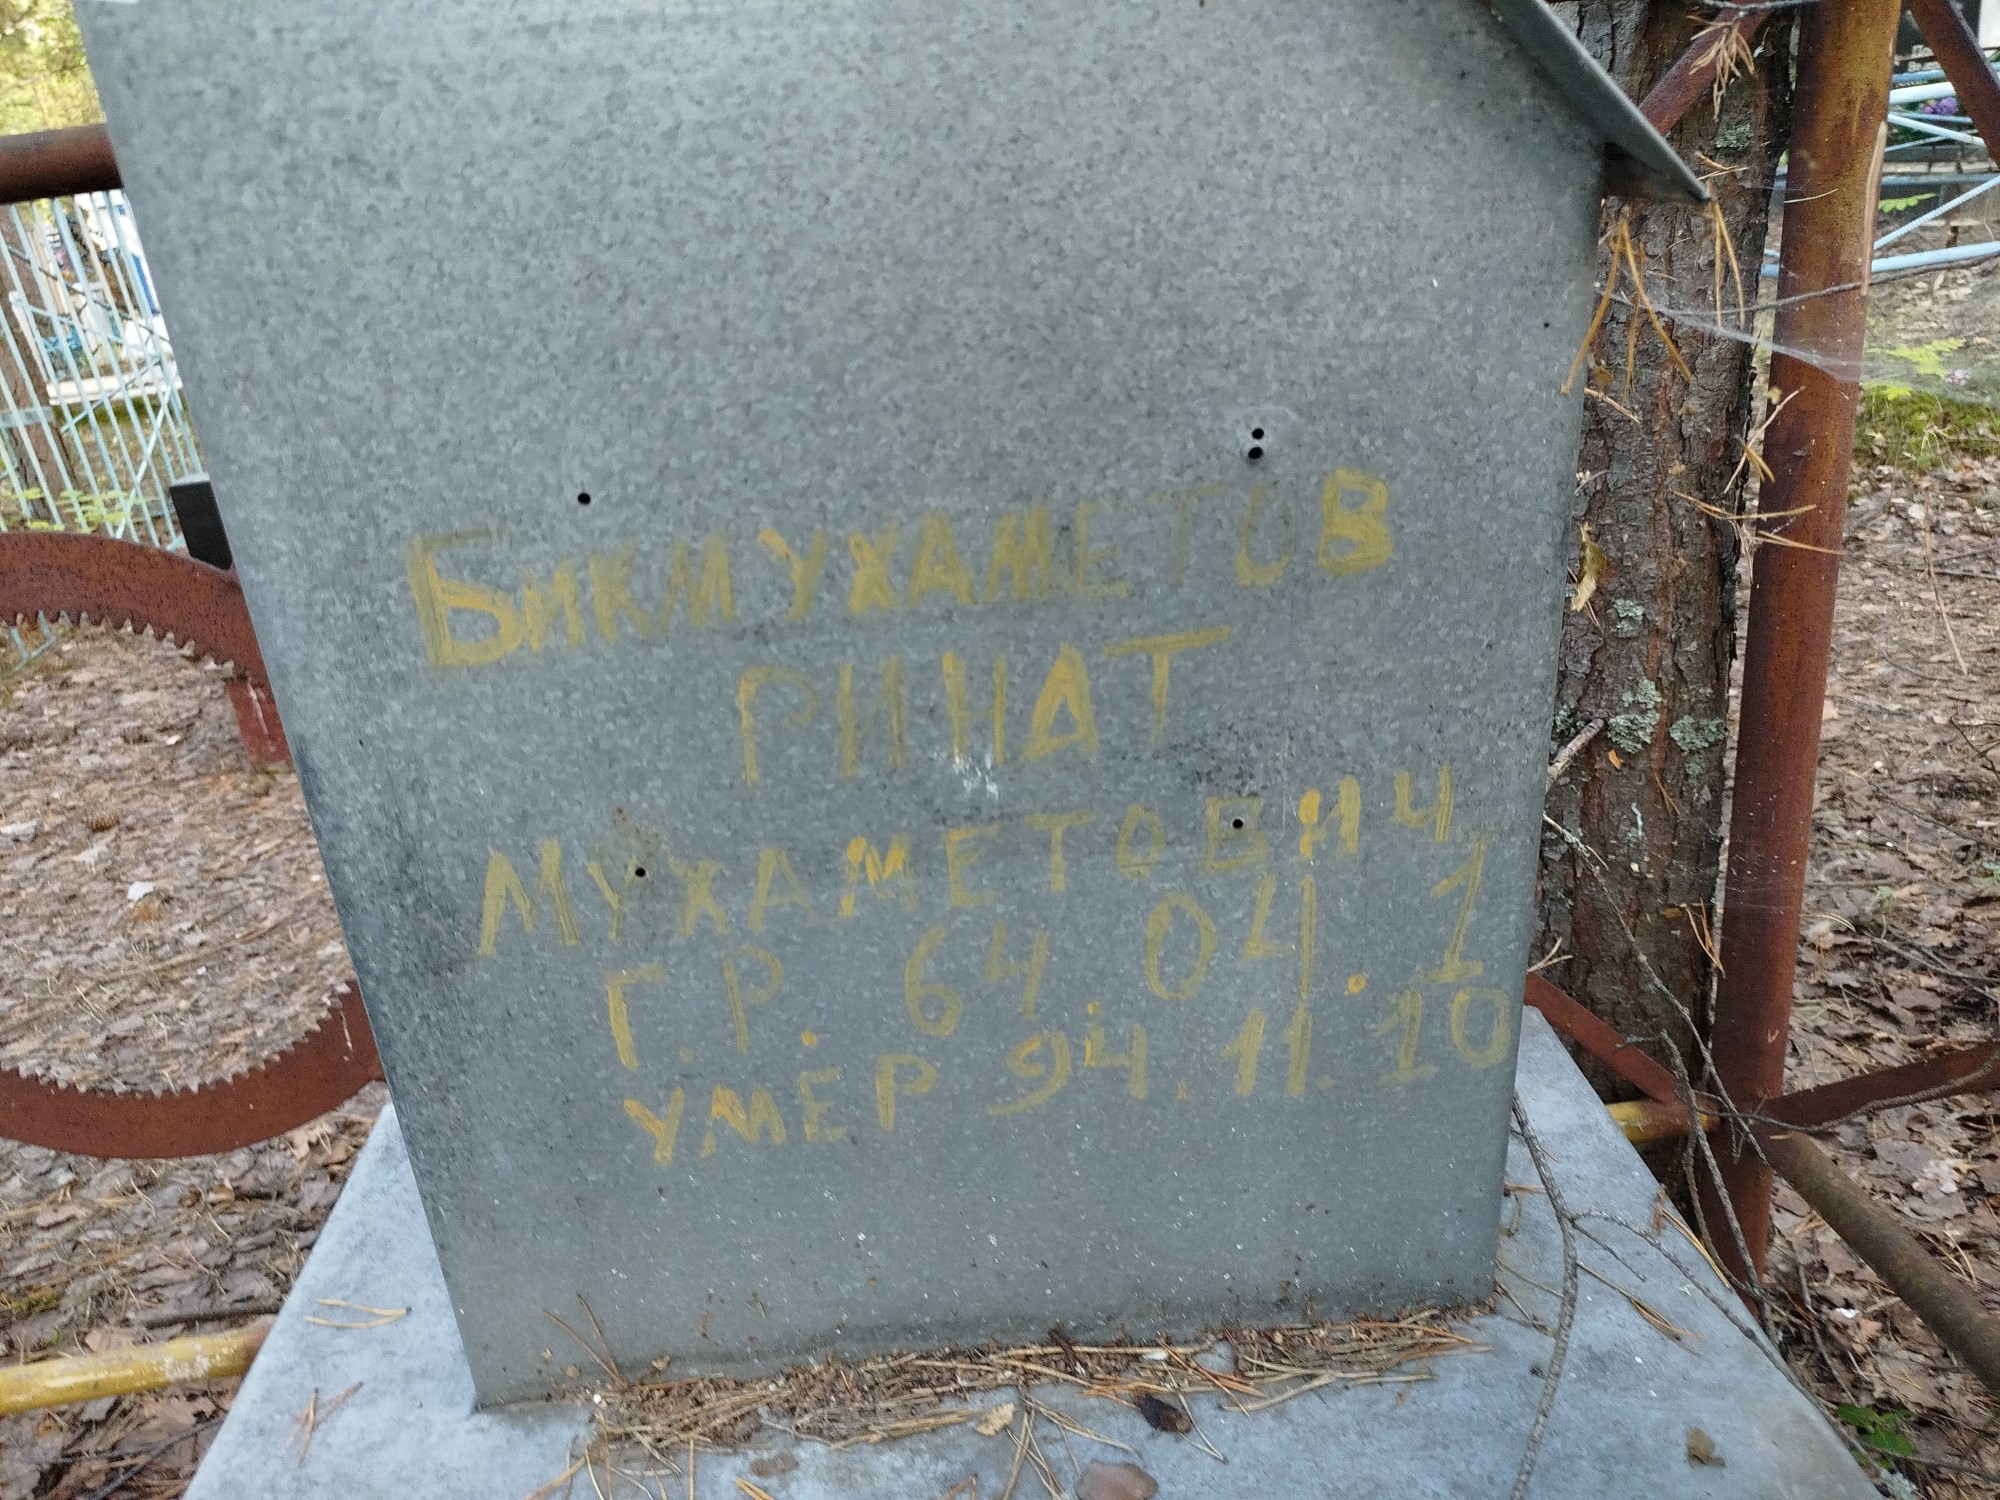 БИКМУХАМЕТОВ
РИНАТ
МУХАМЕТОВИЧ
Г.Р. 64.04.1
УМЕР 94.11.10